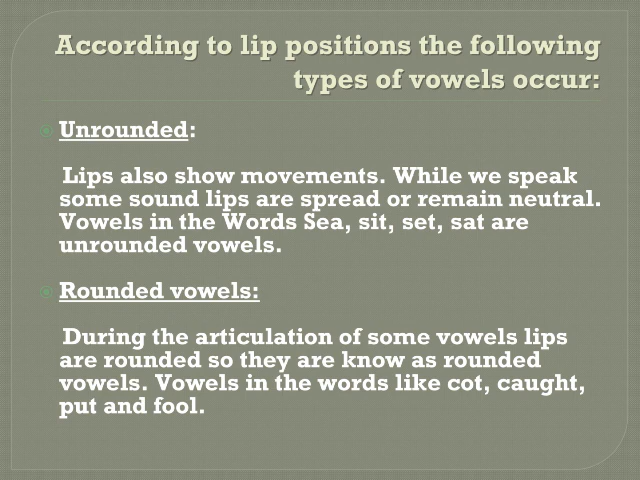 According to lip positions the following
types of vowels occur:
Unrounded:
Lips also show movements. While we speak
some sound lips are spread or remain neutral.
Vowels in the Words Sea, sit, set, sat are
unrounded vowels.
Rounded vowels:
During the articulation of some vowels lips
are rounded so they are know as rounded
vowels. Vowels in the words like cot, caught,
put and fool.